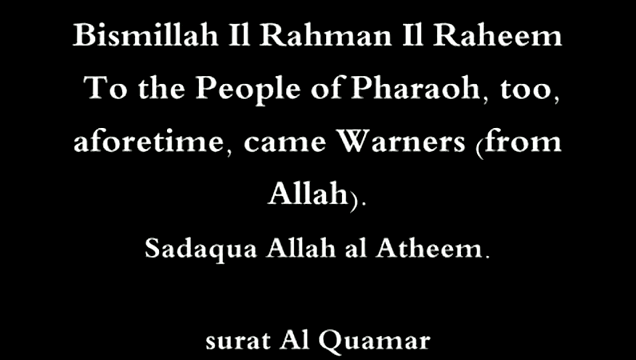 Bismillah Il Rahman Il Raheem
To the People of Pharaoh, too,
aforetime, came Warners (from
Allah).
Sadaqua Allah al Atheem.
surat Al Quamar